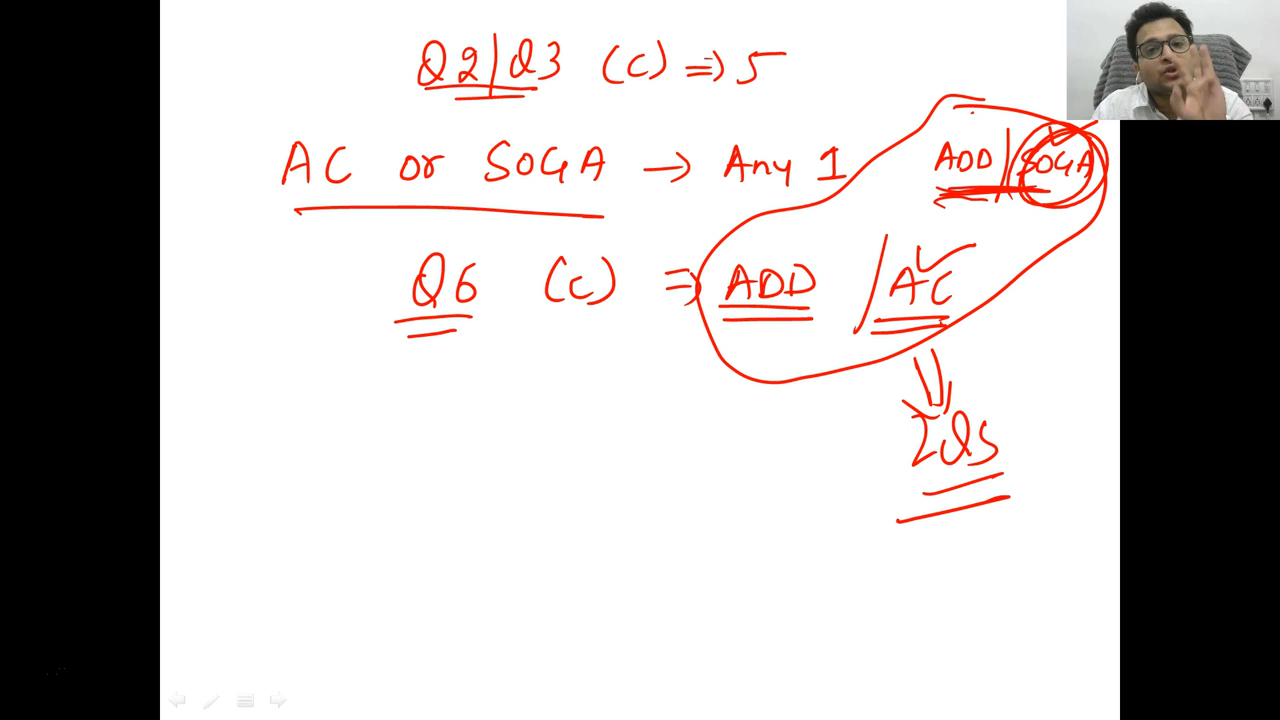 Q2|Q3 (C) ⇒ 5
AC or SOGA → Any 1
ADD / SOGA
Q6 (C) ⇒ ADD / AC
2Qs